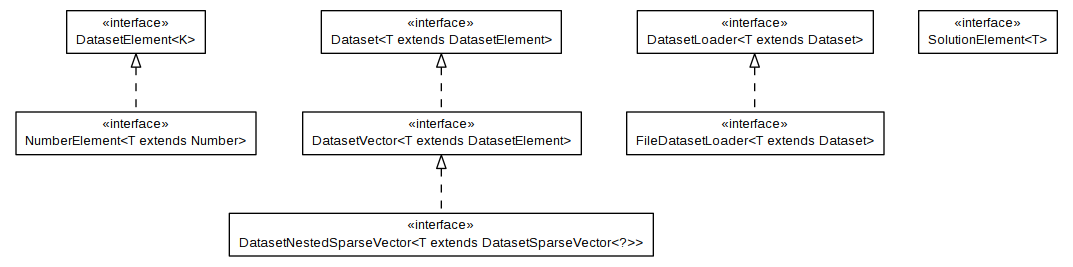 «interface»
DatasetElement<K>
«interface»
Dataset<T extends DatasetElement>
«interface»
DatasetLoader<T extends Dataset>
«interface»
SolutionElement<T>
«interface»
NumberElement<T extends Number>
«interface»
DatasetVector<T extends DatasetElement>
«interface»
FileDatasetLoader<T extends Dataset>
«interface»
DatasetNestedSparseVector<T extends DatasetSparseVector<?>>